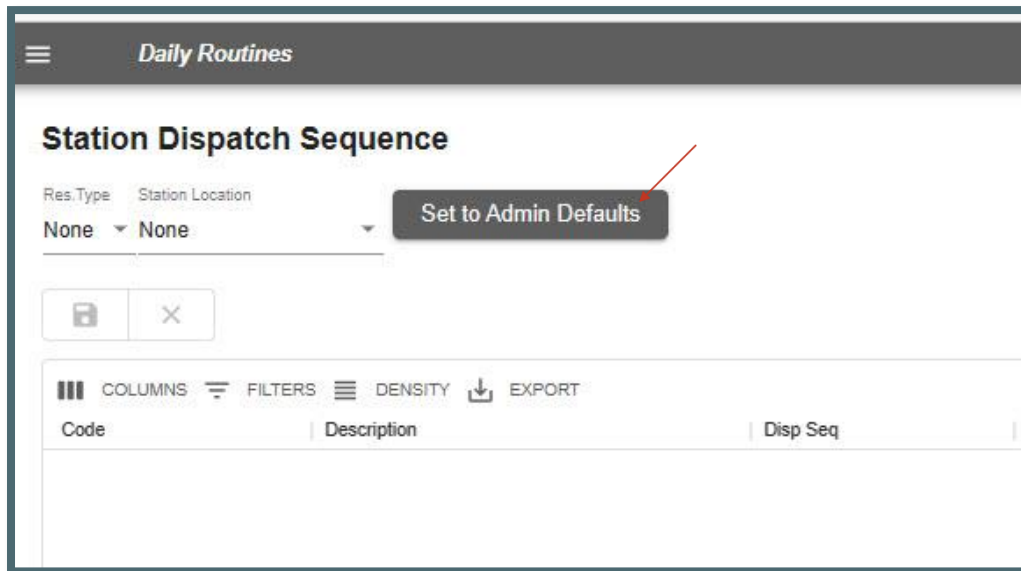 Daily Routines
Station Dispatch Sequence
Res.Type Station Location
None None Set to Admin Defaults
COLUMNS FILTERS DENSITY EXPORT
Code Description Disp Seq